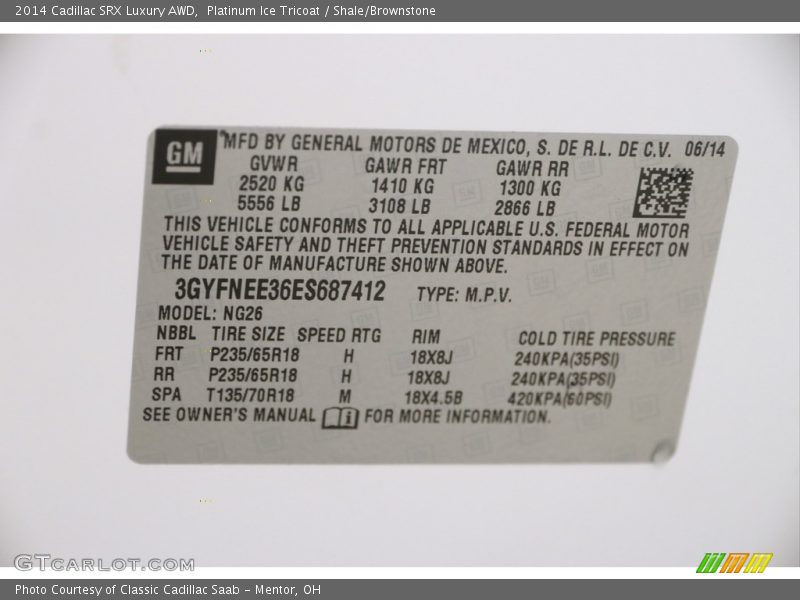 2014 Cadillac SRX Luxury AWD,  Platinum Ice Tricoat / Shale/Brownstone
GM MFD BY GENERAL MOTORS DE MEXICO, S. DE R.L. DE C.V. 06/14
GVWR GAWR FRT GAWR RR
2520 KG 1410 KG 1300 KG
5556 LB 3108 LB 2866 LB
THIS VEHICLE CONFORMS TO ALL APPLICABLE U.S. FEDERAL MOTOR
VEHICLE SAFETY AND THEFT PREVENTION STANDARDS IN EFFECT ON
THE DATE OF MANUFACTURE SHOWN ABOVE.
3GYFNEE36ES687412 TYPE: M.P.V.
MODEL: NG26
NBBL TIRE SIZE SPEED RTG RIM COLD TIRE PRESSURE
FRT P235/65R18 H 18X8J 240KPA(35PSI)
RR P235/65R18 H 18X8J 240KPA(35PSI)
SPA T135/70R18 M 18X4.5B 420KPA(60PSI)
SEE OWNER'S MANUAL FOR MORE INFORMATION.
GTCARLOT.COM
Photo Courtesy of Classic Cadillac Saab - Mentor, OH